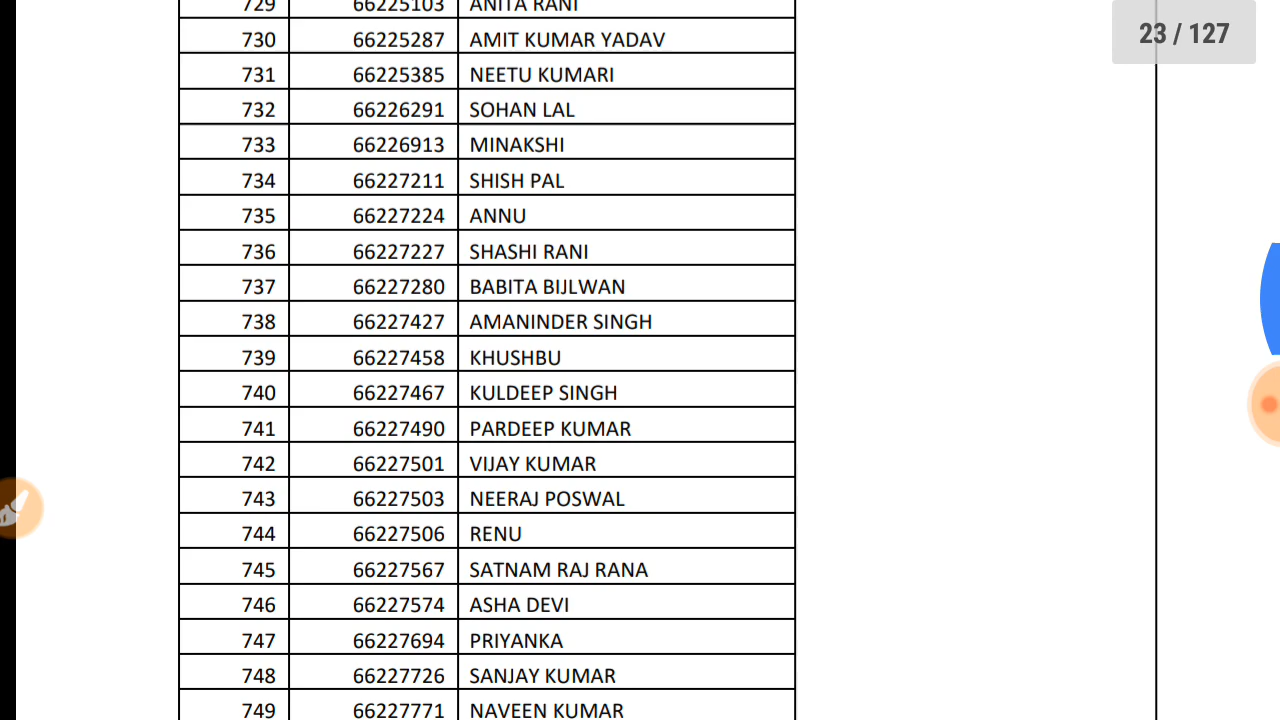 729 66225103 ANITA RANI
23 / 127
730 66225287 AMIT KUMAR YADAV
731 66225385 NEETU KUMARI
732 66226291 SOHAN LAL
733 66226913 MINAKSHI
734 66227211 SHISH PAL
735 66227224 ANNU
736 66227227 SHASHI RANI
737 66227280 BABITA BIJLWAN
738 66227427 AMANINDER SINGH
739 66227458 KHUSHBU
740 66227467 KULDEEP SINGH
741 66227490 PARDEEP KUMAR
742 66227501 VIJAY KUMAR
743 66227503 NEERAJ POSWAL
744 66227506 RENU
745 66227567 SATNAM RAJ RANA
746 66227574 ASHA DEVI
747 66227694 PRIYANKA
748 66227726 SANJAY KUMAR
749 66227771 NAVEEN KUMAR